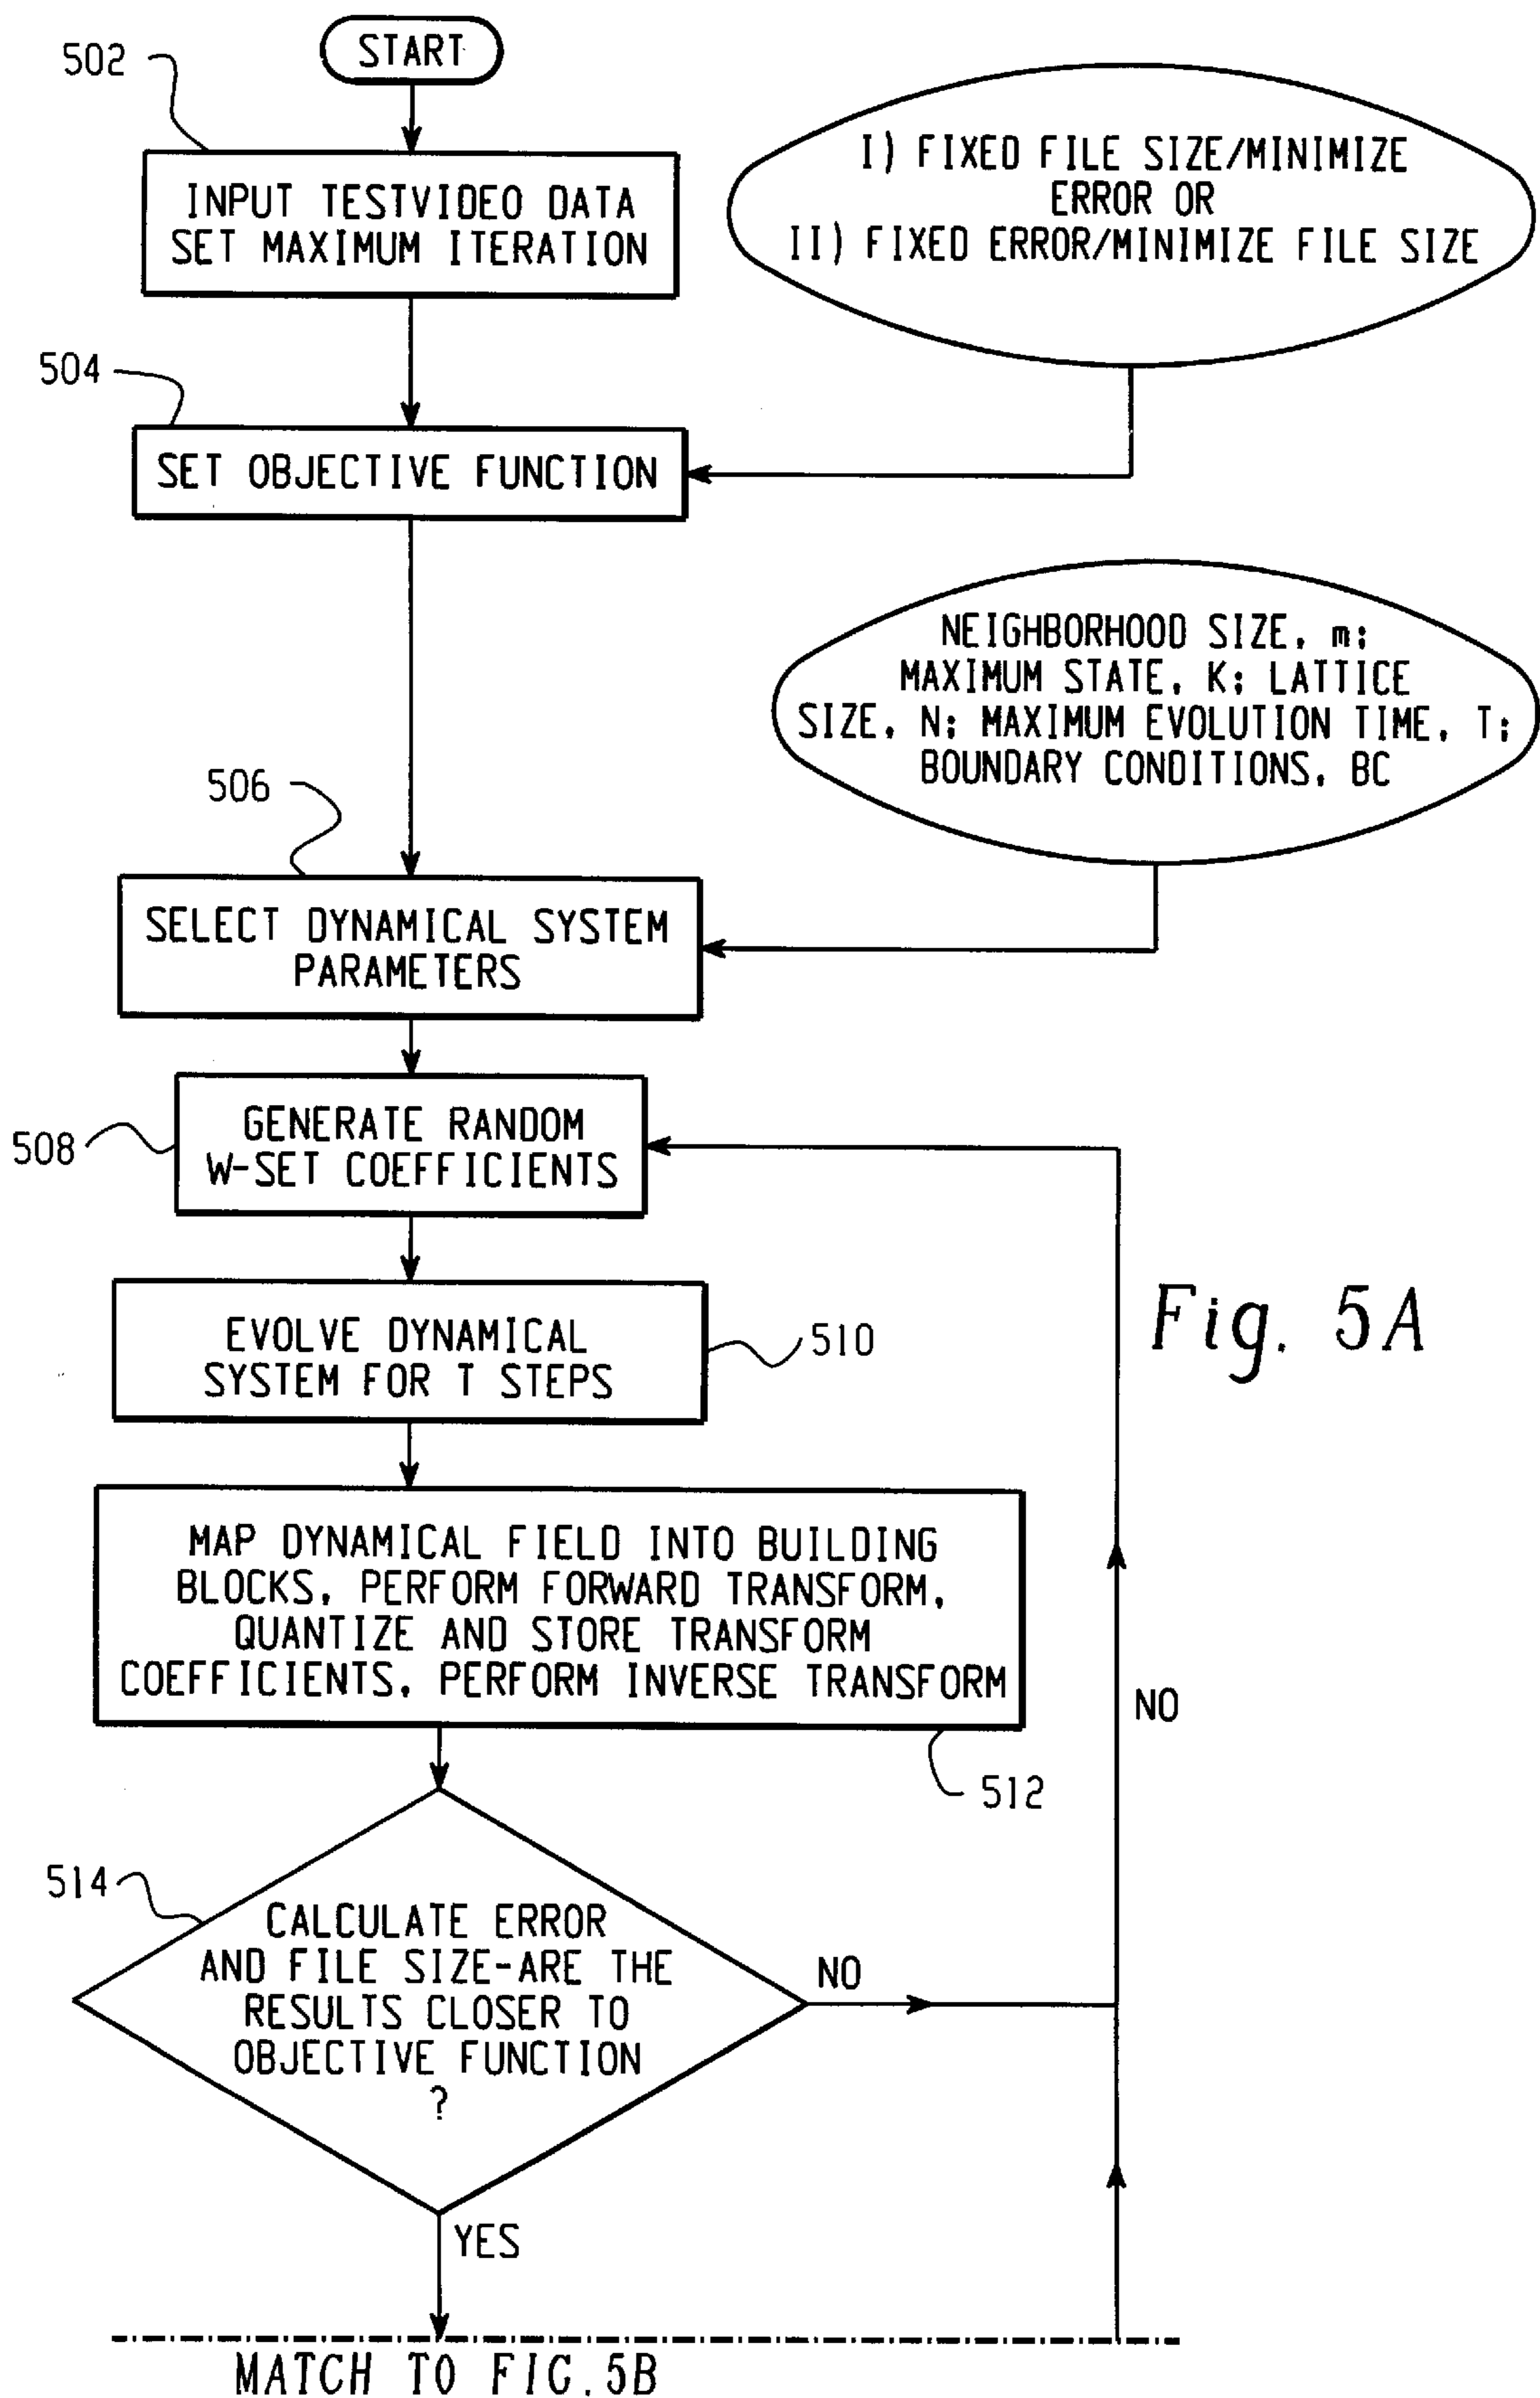 START
502
INPUT TESTVIDEO DATA
SET MAXIMUM ITERATION
I) FIXED FILE SIZE/MINIMIZE
ERROR OR
II) FIXED ERROR/MINIMIZE FILE SIZE
504
SET OBJECTIVE FUNCTION
NEIGHBORHOOD SIZE, m;
MAXIMUM STATE, K; LATTICE
SIZE, N; MAXIMUM EVOLUTION TIME, T;
BOUNDARY CONDITIONS, BC
506
SELECT DYNAMICAL SYSTEM
PARAMETERS
508
GENERATE RANDOM
W-SET COEFFICIENTS
EVOLVE DYNAMICAL
SYSTEM FOR T STEPS
510
Fig. 5A
MAP DYNAMICAL FIELD INTO BUILDING
BLOCKS, PERFORM FORWARD TRANSFORM,
QUANTIZE AND STORE TRANSFORM
COEFFICIENTS, PERFORM INVERSE TRANSFORM
NO
512
514
CALCULATE ERROR
AND FILE SIZE-ARE THE
RESULTS CLOSER TO
OBJECTIVE FUNCTION
?
NO
YES
MATCH TO FIG.5B